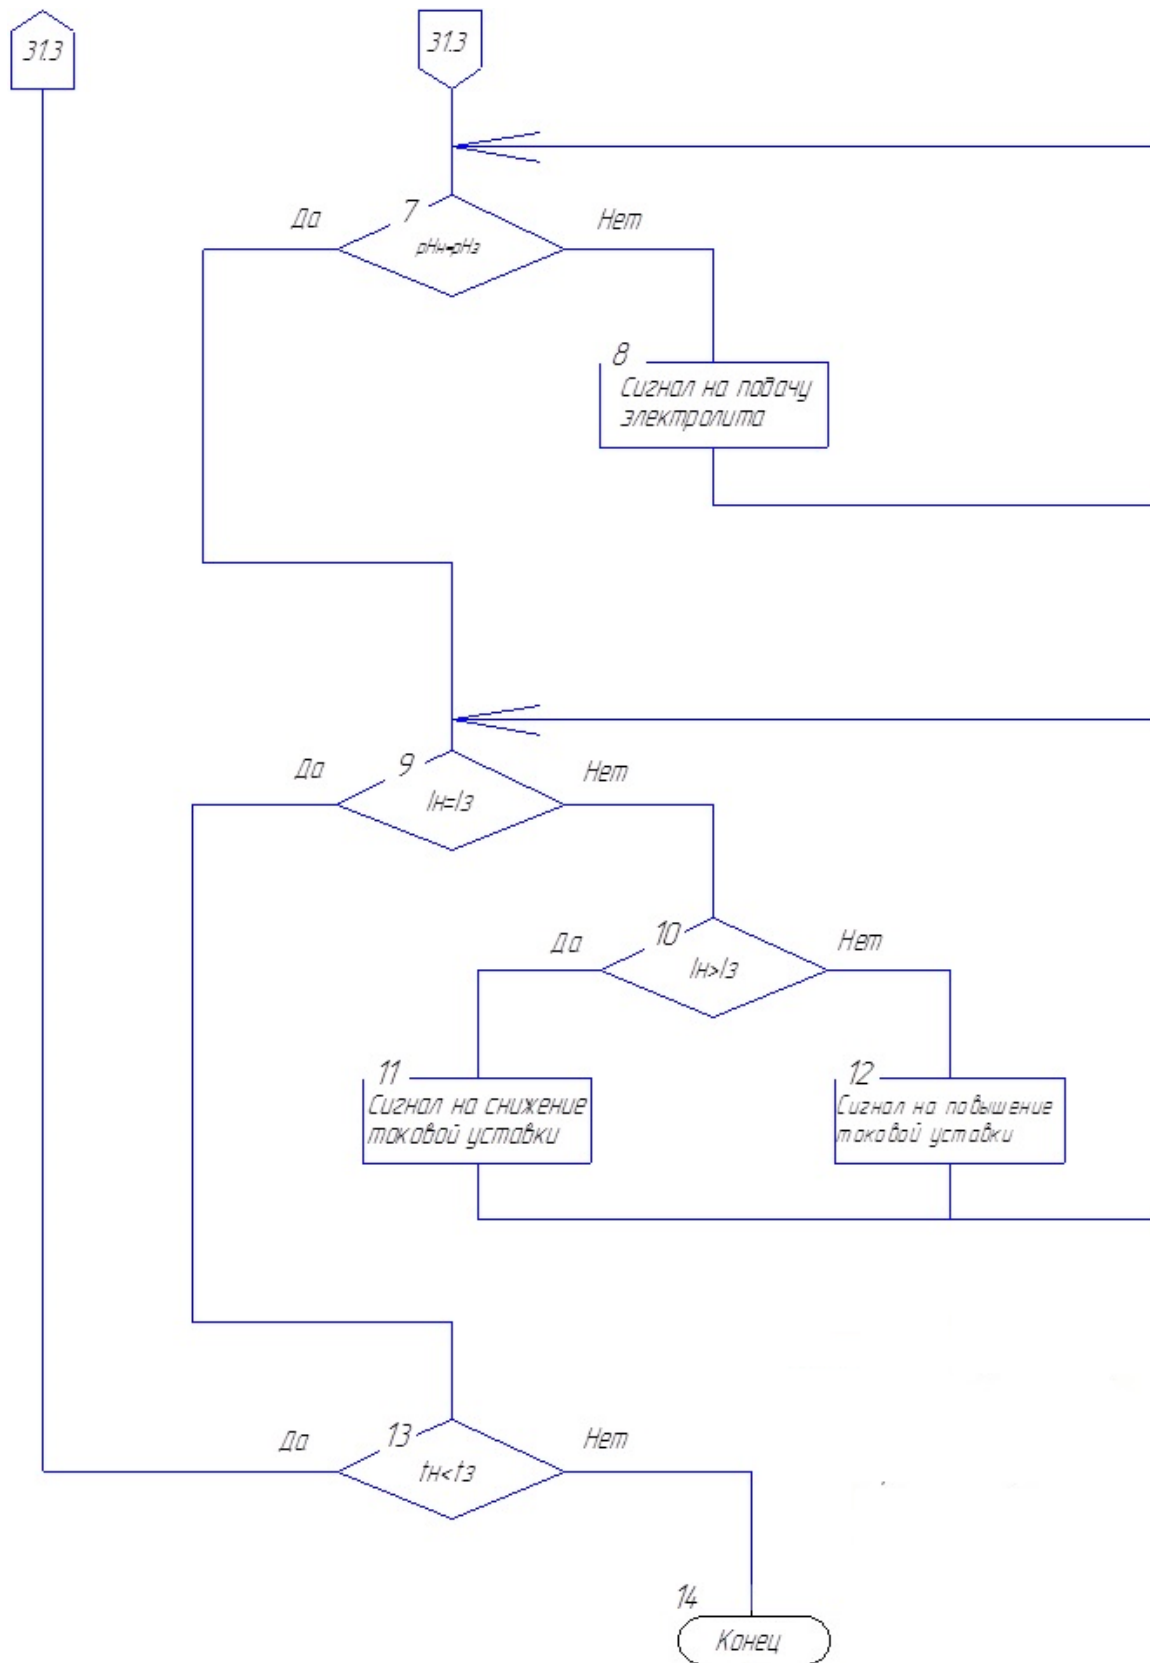 31.3
31.3
7
Да
Нет
pHн=pHз
8
Сигнал на подачу
электролита
9
Да
Нет
Iн=Iз
10
Да
Нет
Iн>Iз
11
Сигнал на снижение
токовой уставки
12
Сигнал на повышение
токовой уставки
13
Да
Нет
tн<tз
14
Конец